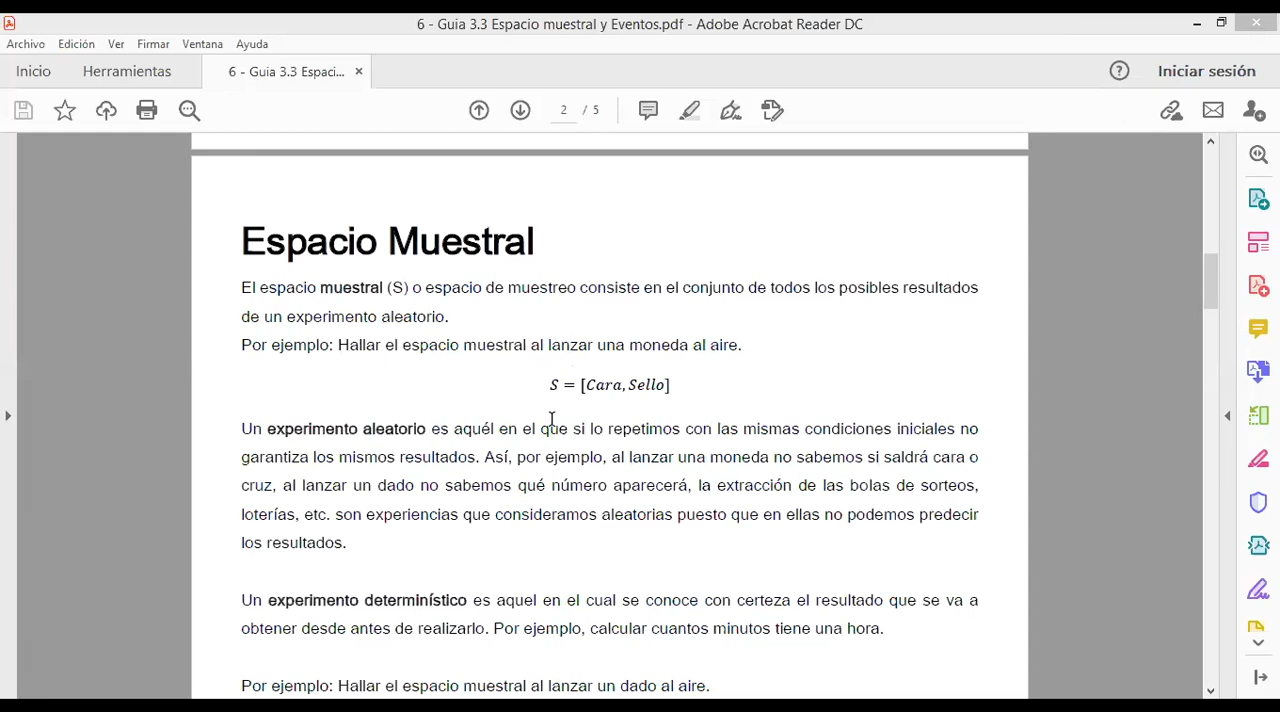 6 - Guia 3.3 Espacio muestral y Eventos.pdf - Adobe Acrobat Reader DC
Archivo Edición Ver Firmar Ventana Ayuda
Inicio Herramientas 6 - Guia 3.3 Espaci... × Iniciar sesión
2 / 5
Espacio Muestral
El espacio muestral (S) o espacio de muestreo consiste en el conjunto de todos los posibles resultados
de un experimento aleatorio.
Por ejemplo: Hallar el espacio muestral al lanzar una moneda al aire.
S = [Cara, Sello]
Un experimento aleatorio es aquél en el que si lo repetimos con las mismas condiciones iniciales no
garantiza los mismos resultados. Así, por ejemplo, al lanzar una moneda no sabemos si saldrá cara o
cruz, al lanzar un dado no sabemos qué número aparecerá, la extracción de las bolas de sorteos,
loterías, etc. son experiencias que consideramos aleatorias puesto que en ellas no podemos predecir
los resultados.
Un experimento determinístico es aquel en el cual se conoce con certeza el resultado que se va a
obtener desde antes de realizarlo. Por ejemplo, calcular cuantos minutos tiene una hora.
Por ejemplo: Hallar el espacio muestral al lanzar un dado al aire.